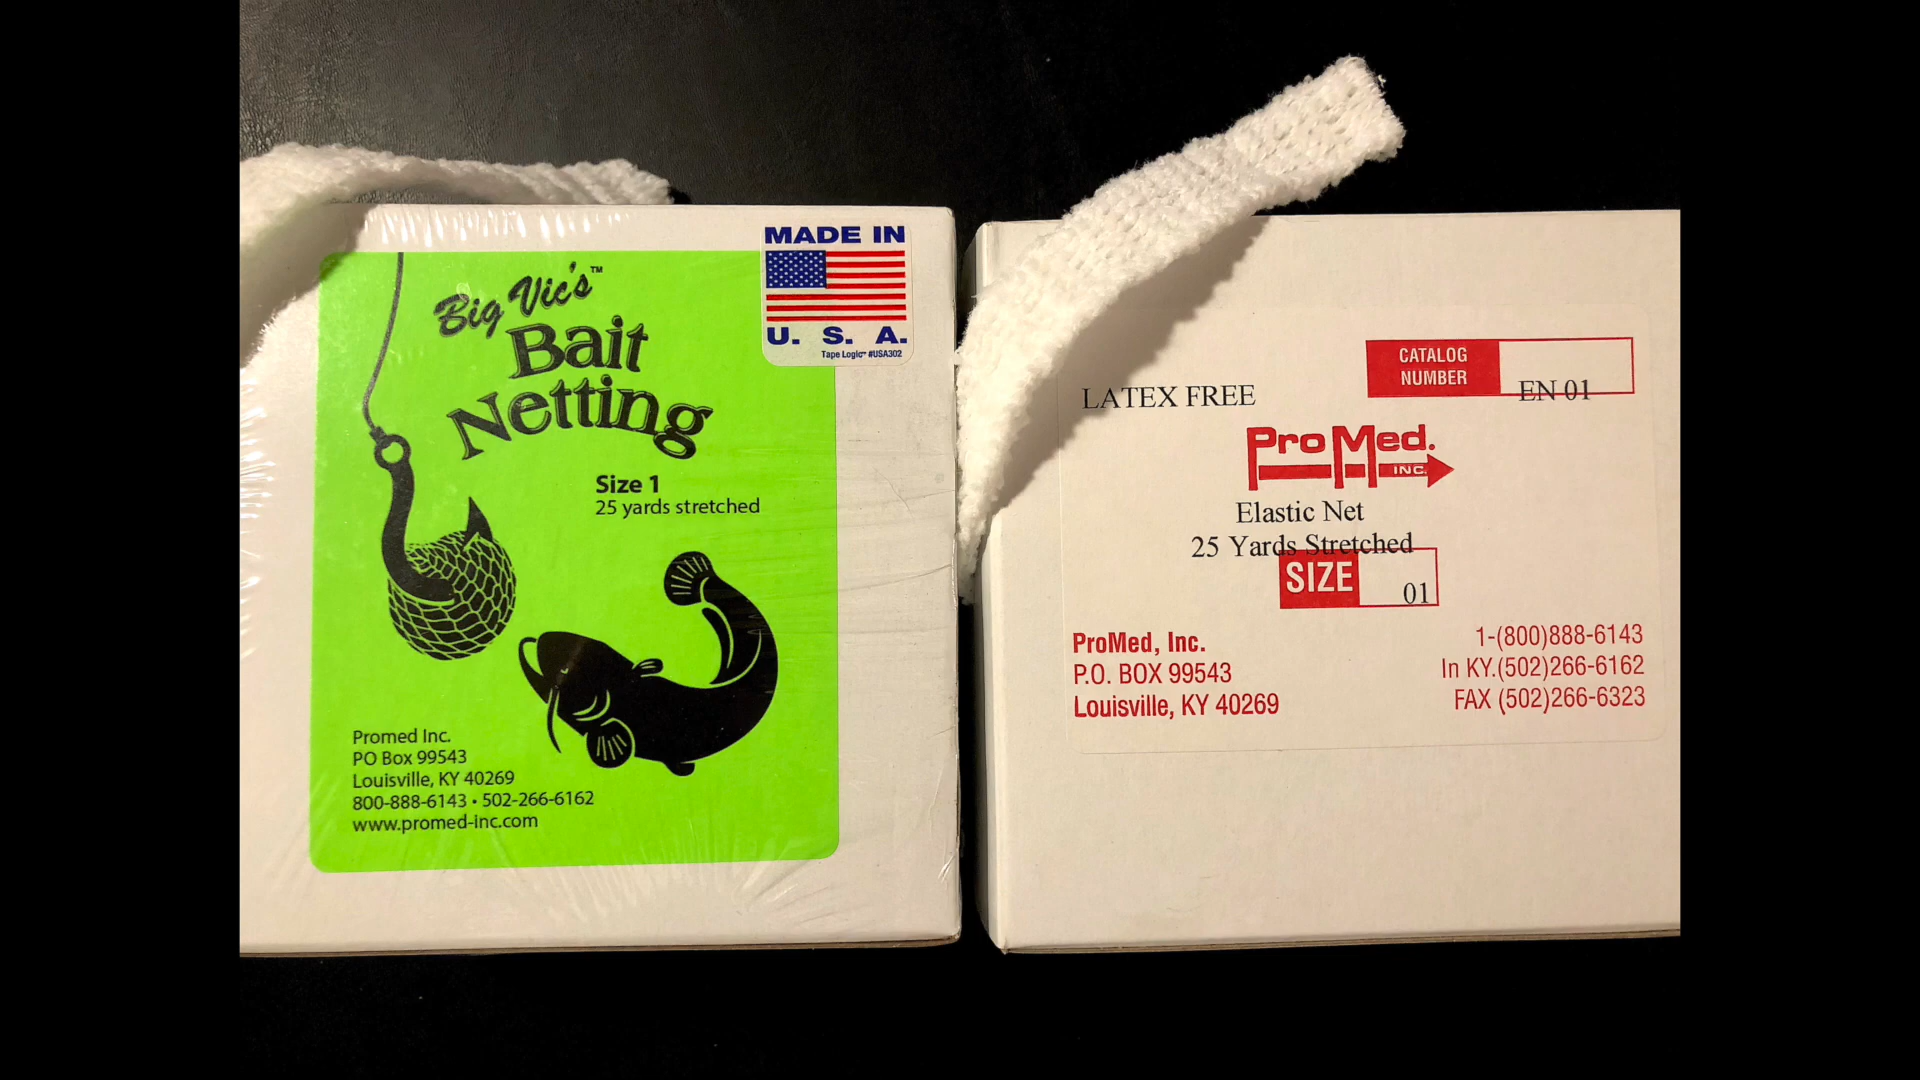 Big Vic's™
Bait
Netting
Size 1
25 yards stretched
Promed Inc.
PO Box 99543
Louisville, KY 40269
800-888-6143 • 502-266-6162
www.promed-inc.com
MADE IN
U. S. A.
Tape Logic™ #USA302
CATALOG
NUMBER
EN 01
LATEX FREE
ProMed.
INC.
Elastic Net
25 Yards Stretched
SIZE
01
ProMed, Inc.
P.O. BOX 99543
Louisville, KY 40269
1-(800)888-6143
In KY.(502)266-6162
FAX (502)266-6323